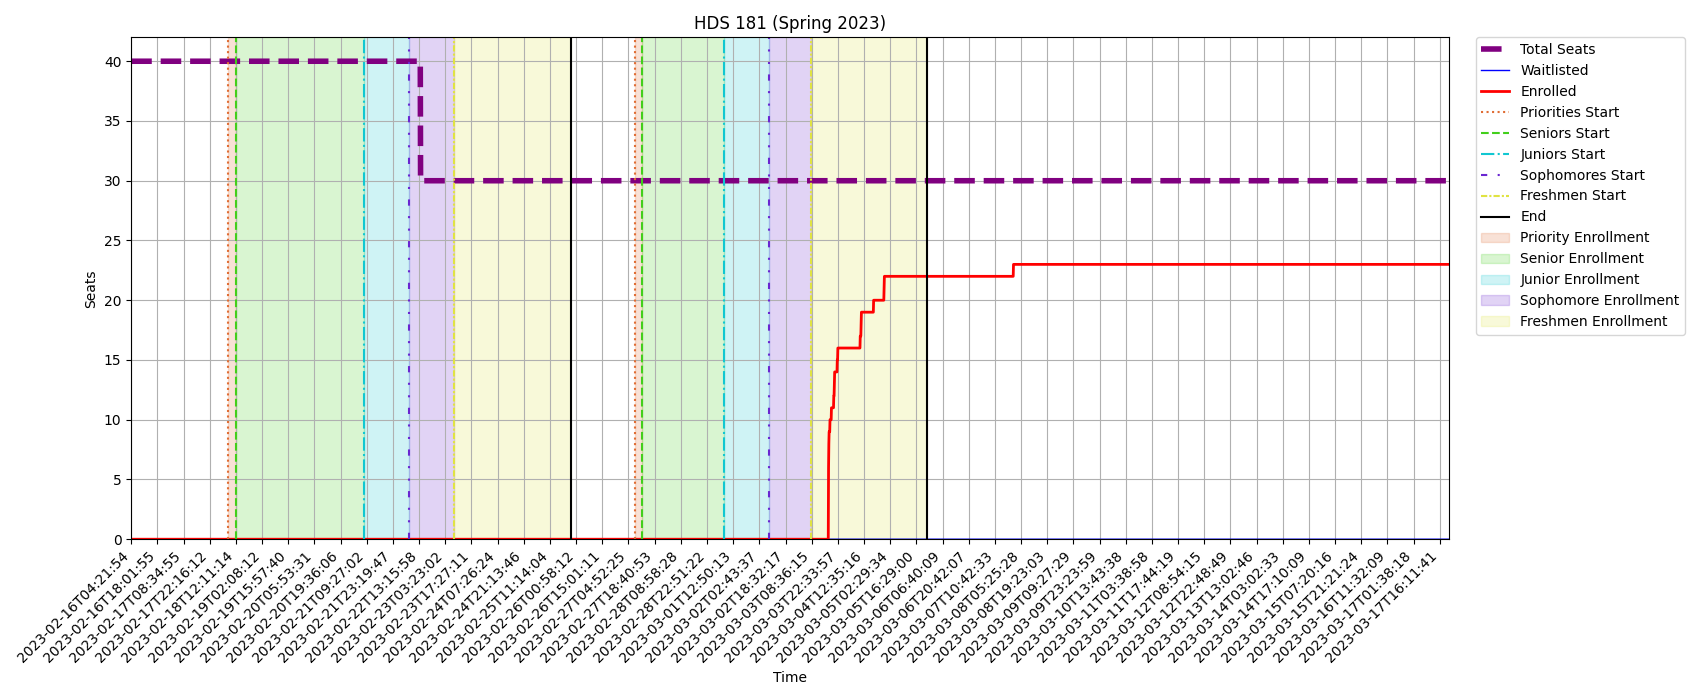 HDS 181 (Spring 2023)
Seats
40
35
30
25
20
15
10
5
0
2023-02-16T04:21:54
2023-02-16T18:01:55
2023-02-17T08:34:55
2023-02-17T22:16:12
2023-02-18T12:11:14
2023-02-19T02:08:12
2023-02-19T15:57:40
2023-02-20T05:53:31
2023-02-20T19:36:06
2023-02-21T09:27:02
2023-02-21T23:19:47
2023-02-22T13:15:58
2023-02-23T03:23:02
2023-02-23T17:27:11
2023-02-24T07:26:24
2023-02-24T21:13:46
2023-02-25T11:14:04
2023-02-26T00:58:12
2023-02-26T15:01:11
2023-02-27T04:52:25
2023-02-27T18:40:53
2023-02-28T08:58:28
2023-02-28T22:51:22
2023-03-01T12:50:13
2023-03-02T02:43:37
2023-03-02T18:32:17
2023-03-03T08:36:15
2023-03-03T22:33:57
2023-03-04T12:35:16
2023-03-05T02:29:34
2023-03-05T16:29:00
2023-03-06T06:40:09
2023-03-06T20:42:07
2023-03-07T10:42:33
2023-03-08T05:25:28
2023-03-08T19:23:03
2023-03-09T09:27:29
2023-03-09T23:23:59
2023-03-10T13:43:38
2023-03-11T03:38:58
2023-03-11T17:44:19
2023-03-12T08:54:15
2023-03-12T22:48:49
2023-03-13T13:02:46
2023-03-14T03:02:33
2023-03-14T17:10:09
2023-03-15T07:20:16
2023-03-15T21:21:24
2023-03-16T11:32:09
2023-03-17T01:38:18
2023-03-17T16:11:41
Time
Total Seats
Waitlisted
Enrolled
Priorities Start
Seniors Start
Juniors Start
Sophomores Start
Freshmen Start
End
Priority Enrollment
Senior Enrollment
Junior Enrollment
Sophomore Enrollment
Freshmen Enrollment